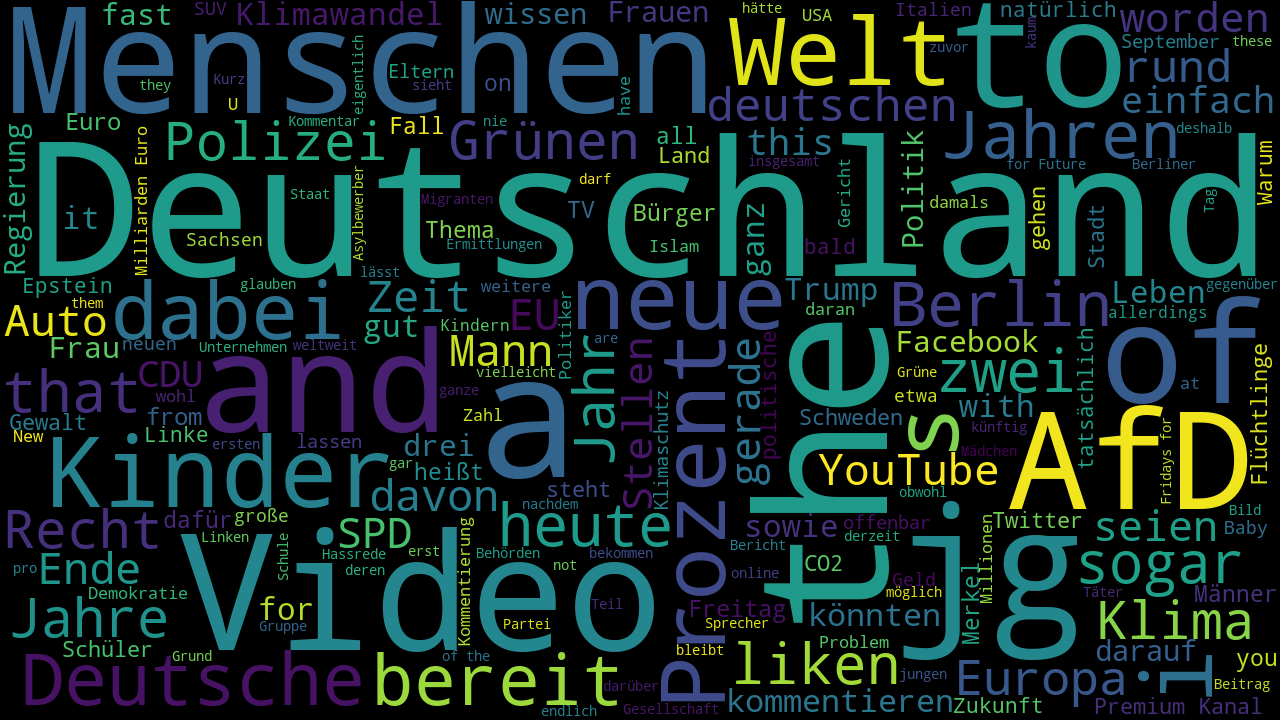 fast SUV Klimawandel wissen Frauen hätte USA Italien natürlich worden
Menschen Welt to
they Kurz U eigentlich Eltern sieht on have zuvor kaum September these
rund deutschen einfach
Euro Kommentar Fall nie Grünen all this Jahren deshalb
Polizei Land insgesamt for Future Berliner Warum
Regierung Deutschland
it Milliarden Euro Staat Asylbewerber Migranten darf TV Bürger Gericht Politik damals gehen Tag
Sachsen Thema Ermittlungen Islam ganz bald Stadt
Epstein glauben lässt weitere Trump gegenüber
them dabei Zeit neue daran Berlin Leben allerdings
Auto gut Kindern EU Politiker
Frau neuen Unternehmen weltweit Mann are Facebook
that CDU and vielleicht Jahr stellen gerade politische the Grüne zwei of
wohl ganze a Prozent etwa at tatsächlich Flüchtlinge
Gewalt from Zahl Klimaschutz Schweden with
New Linke ersten lassen drei s künftig AfD
Kinder gar heißt YouTube Mädchen Fridays for
davon steht obwohl
Recht dafür große nachdem sowie offenbar Twitter seien Bild
Linken SPD heute derzeit Millionen Baby
Schule Hassrede erst Behörden bekommen Bericht
pro Ende deren Kommentierung not online CO2 jg sogar
Demokratie Video Geld möglich Täter Männer
Jahre for Teil Freitag könnten Merkel
Gruppe Partei Sprecher Klima
Schüler Grund of the bleibt Problem darauf you
Deutsche bereit darüber liken jungen Europa i Beitrag
endlich Gesellschaft kommentieren Zukunft Premium Kanal